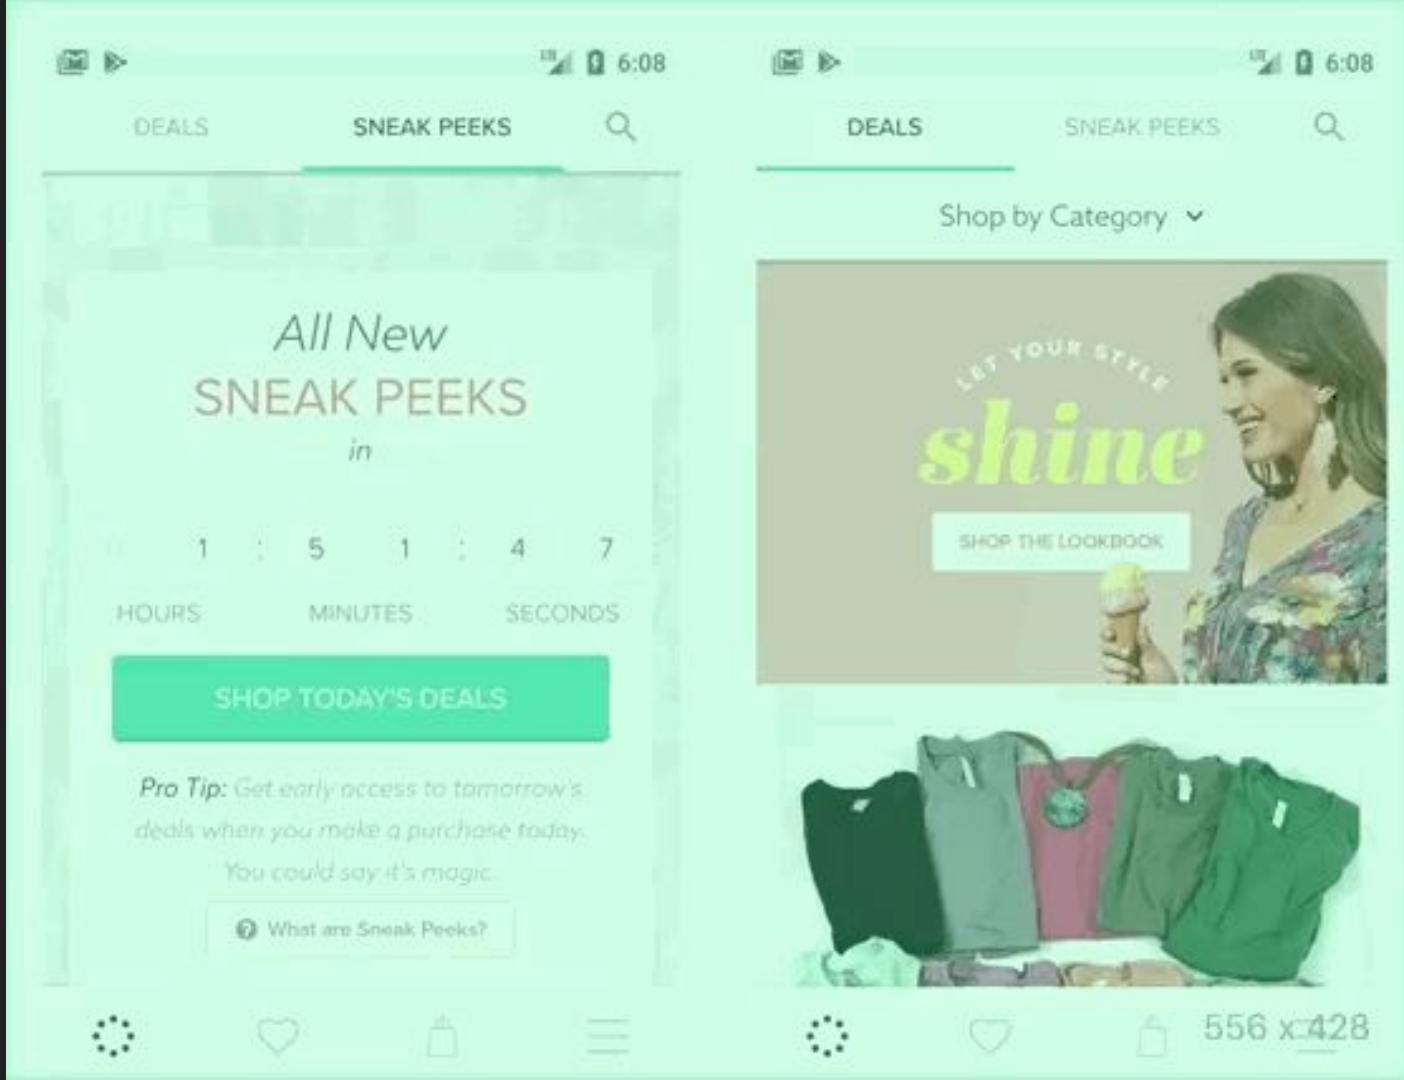 6:08
DEALS SNEAK PEEKS
All New
SNEAK PEEKS
in
0 1 : 5 1 : 4 7
HOURS MINUTES SECONDS
SHOP TODAY'S DEALS
Pro Tip: Get early access to tomorrow's
deals when you make a purchase today.
You could say it's magic.
What are Sneak Peeks?
LTE 6:08
DEALS SNEAK PEEKS
Shop by Category
LET YOUR STYLE
shine
SHOP THE LOOKBOOK
556 x 428